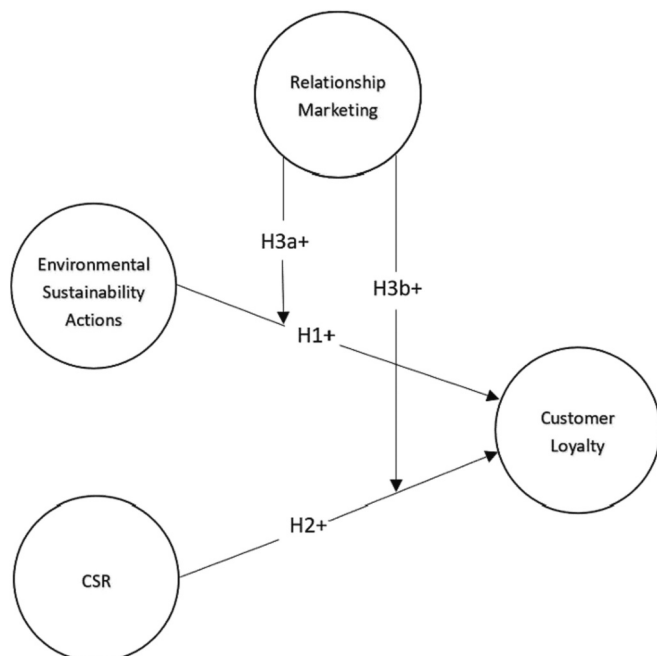 Relationship
Marketing
H3a+
Environmental
Sustainability
Actions
H3b+
H1+
Customer
Loyalty
H2+
CSR